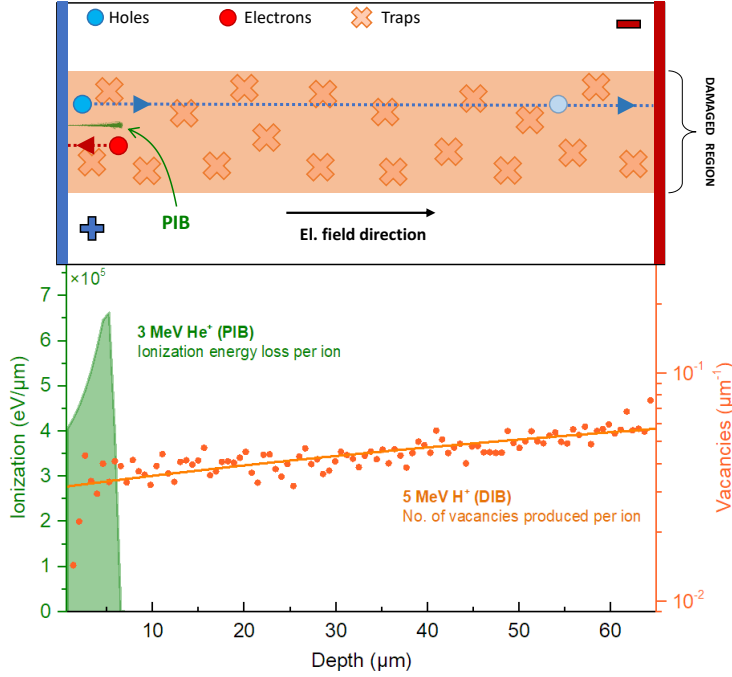 Holes
Electrons
Traps
DAMAGED REGION
PIB
El. field direction
×10⁵
3 MeV He⁺ (PIB)
Ionization energy loss per ion
5 MeV H⁺ (DIB)
No. of vacancies produced per ion
Ionization (eV/µm)
7
6
5
4
3
2
1
0
10⁻¹
10⁻²
Vacancies (µm⁻¹)
10
20
30
40
50
60
Depth (µm)